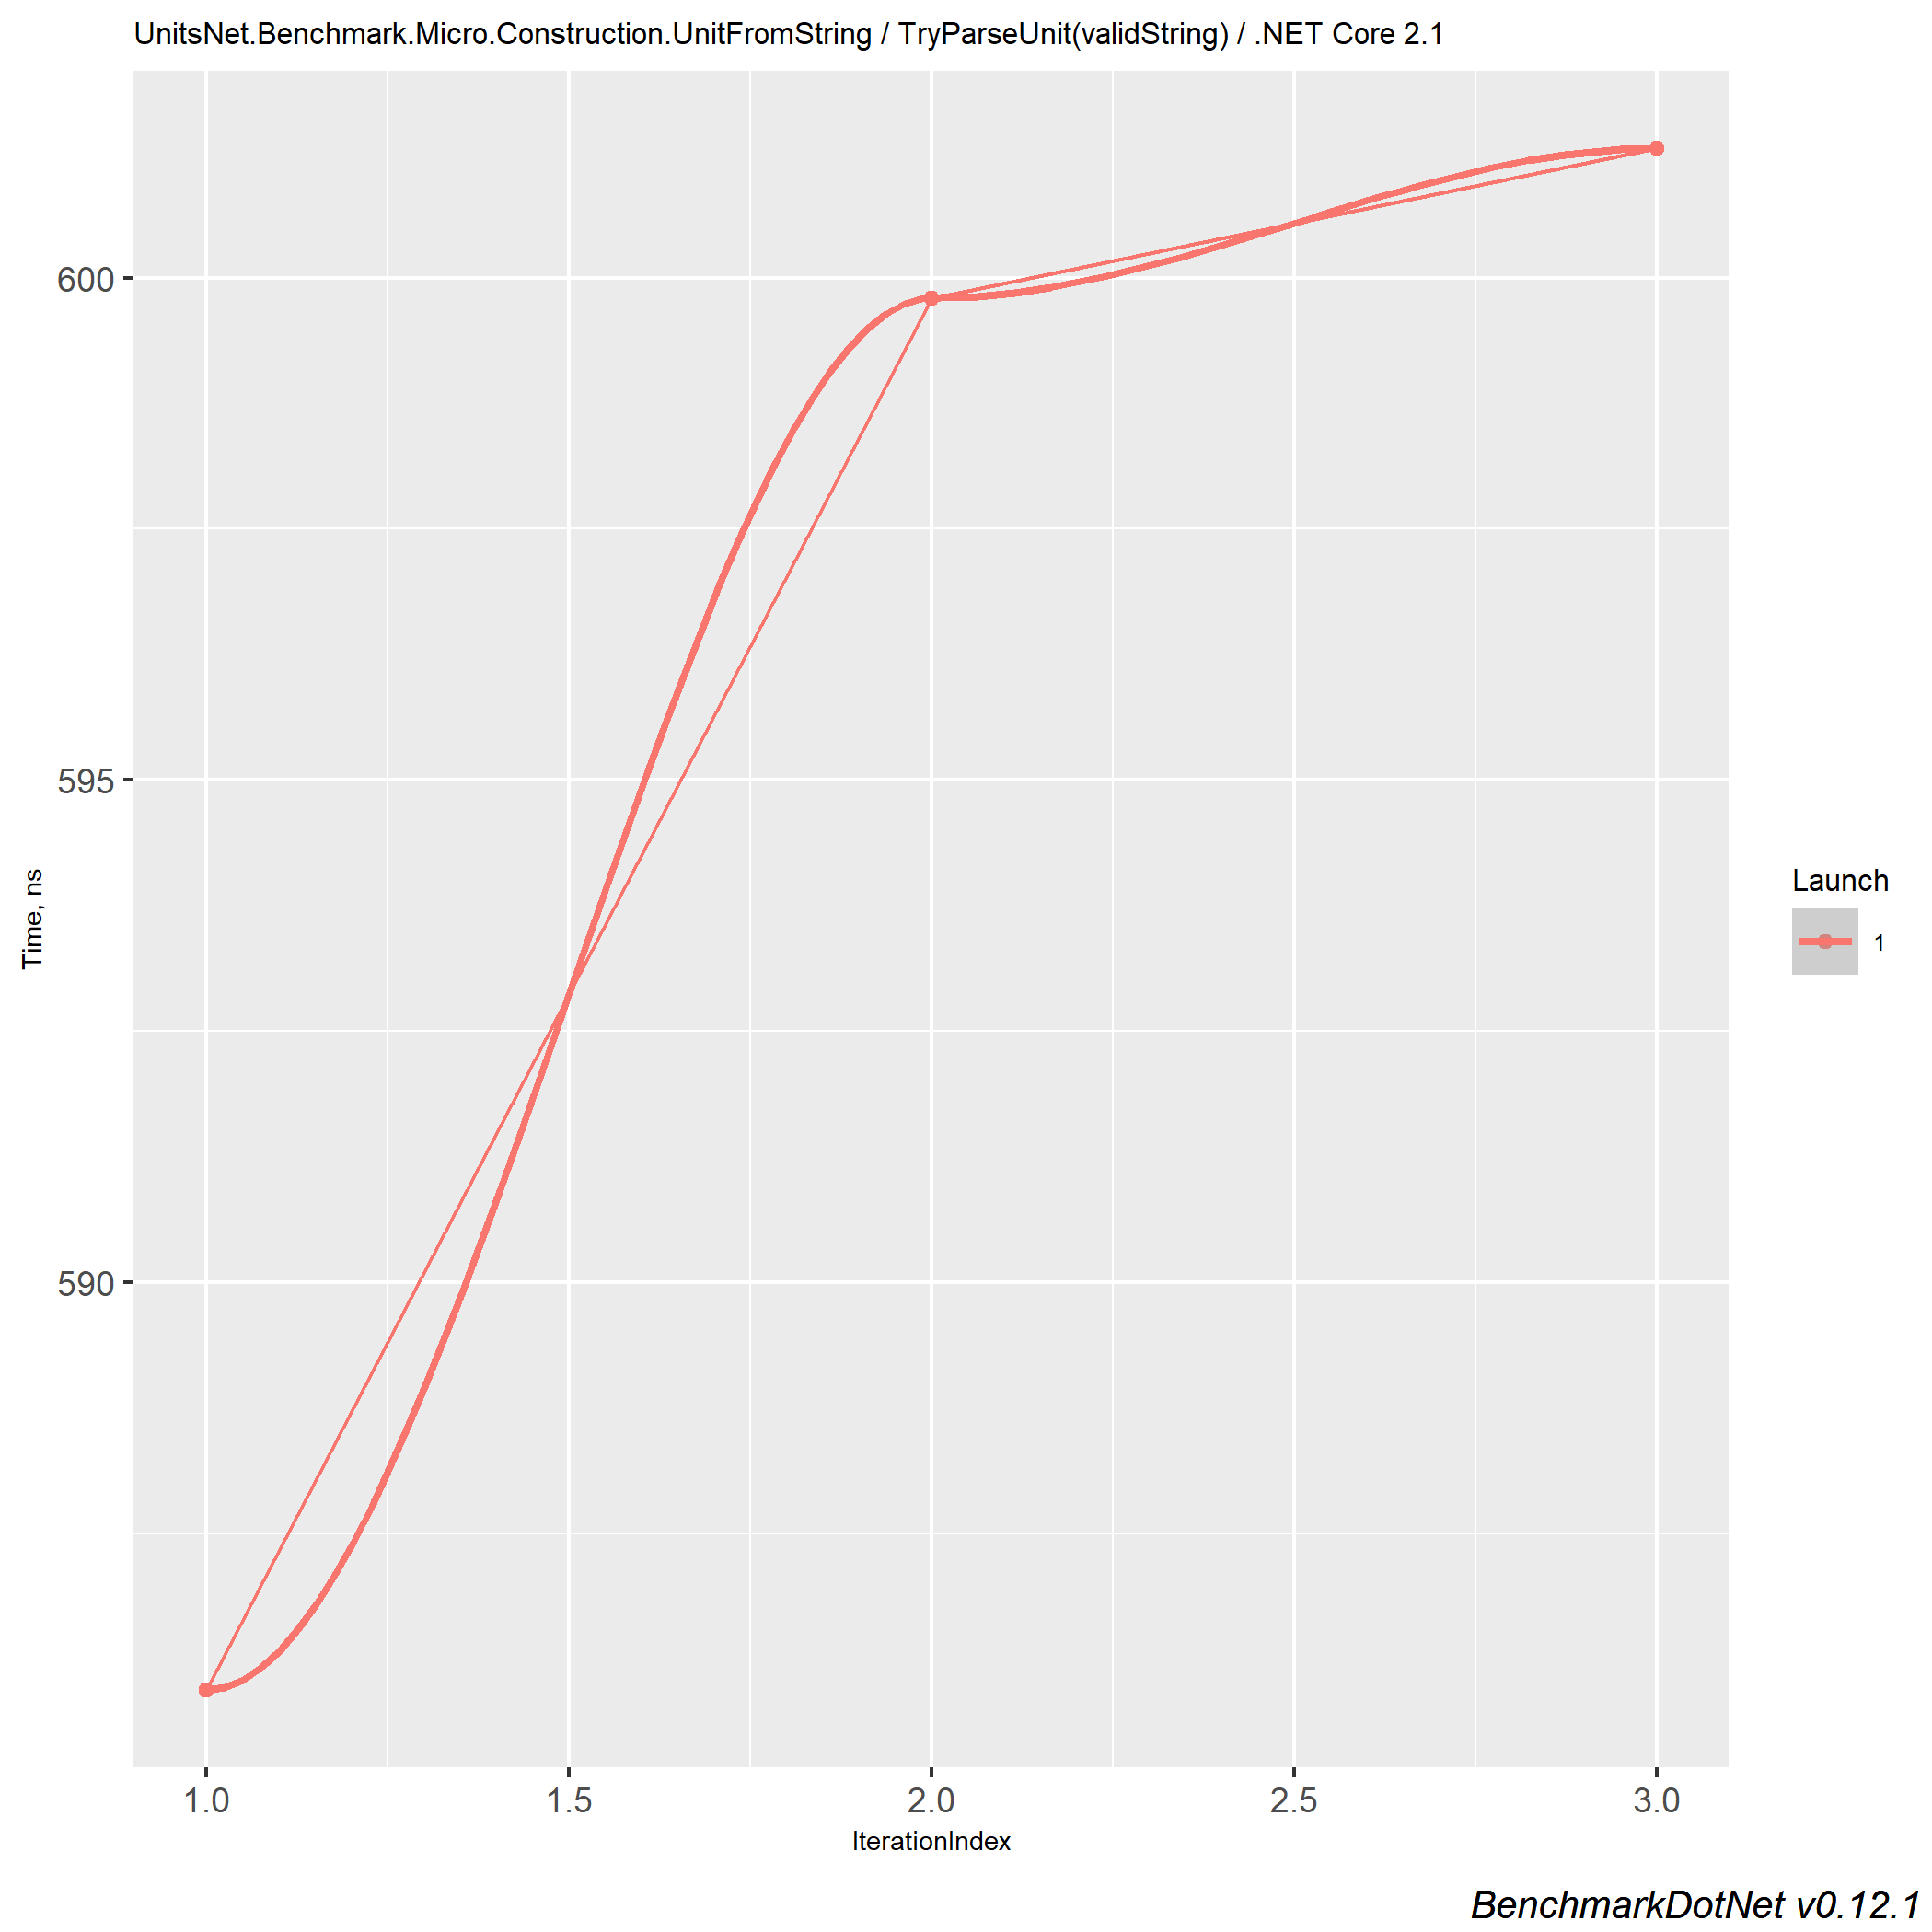 UnitsNet.Benchmark.Micro.Construction.UnitFromString / TryParseUnit(validString) / .NET Core 2.1
600
595
590
Time, ns
1.0 1.5 2.0 2.5 3.0
IterationIndex
Launch
1
BenchmarkDotNet v0.12.1